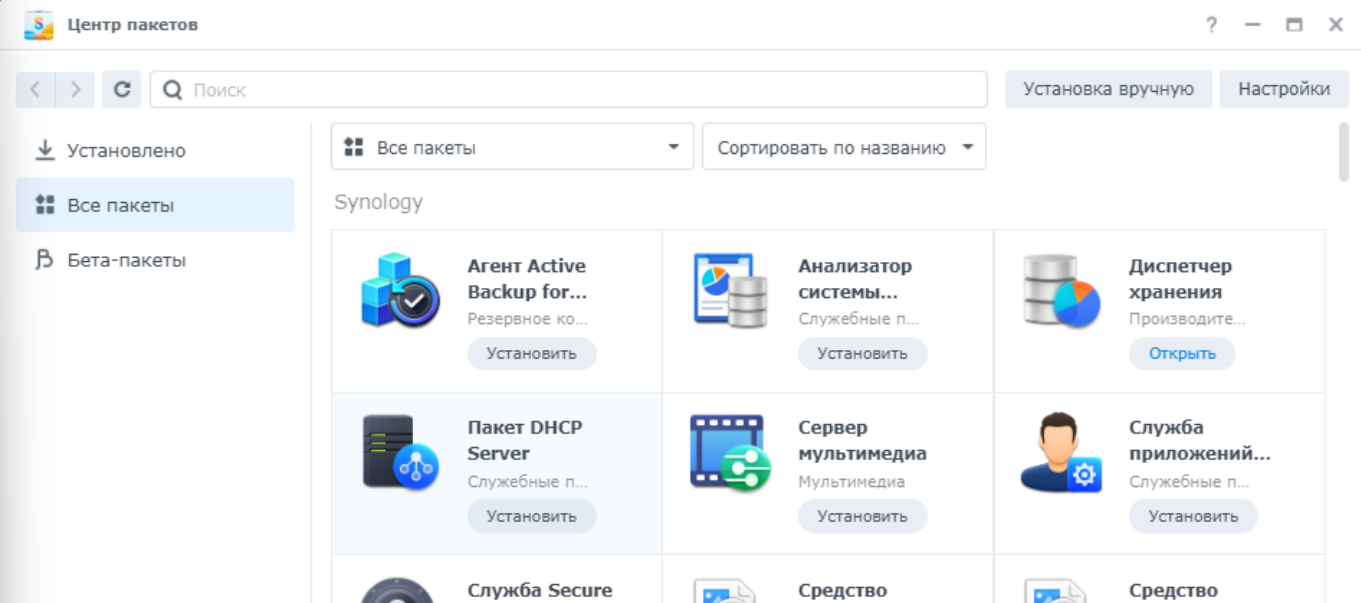 Центр пакетов
Поиск
Установка вручную
Настройки
Установлено
Все пакеты
Бета-пакеты
Все пакеты
Сортировать по названию
Synology
Агент Active
Backup for...
Резервное ко...
Установить
Анализатор
системы...
Служебные п...
Установить
Диспетчер
хранения
Производите...
Открыть
Пакет DHCP
Server
Служебные п...
Установить
Сервер
мультимедиа
Мультимедиа
Установить
Служба
приложений...
Служебные п...
Установить
Служба Secure
Средство
Средство